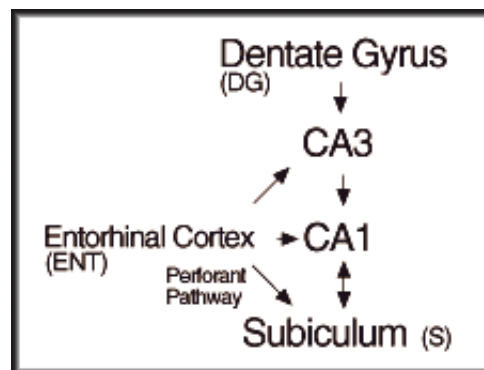 Dentate Gyrus
(DG)
CA3
Entorhinal Cortex
(ENT)
CA1
Perforant
Pathway
Subiculum (S)